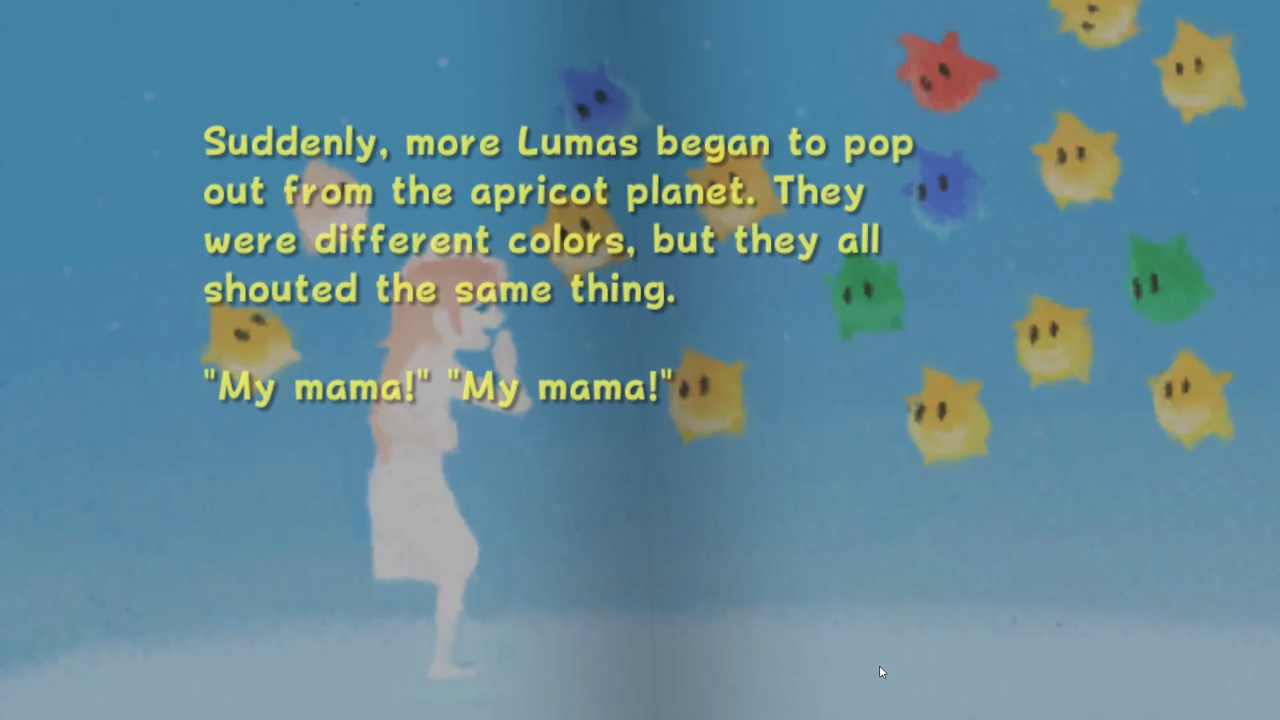 Suddenly, more Lumas began to pop
out from the apricot planet. They
were different colors, but they all
shouted the same thing.
"My mama!" "My mama!"